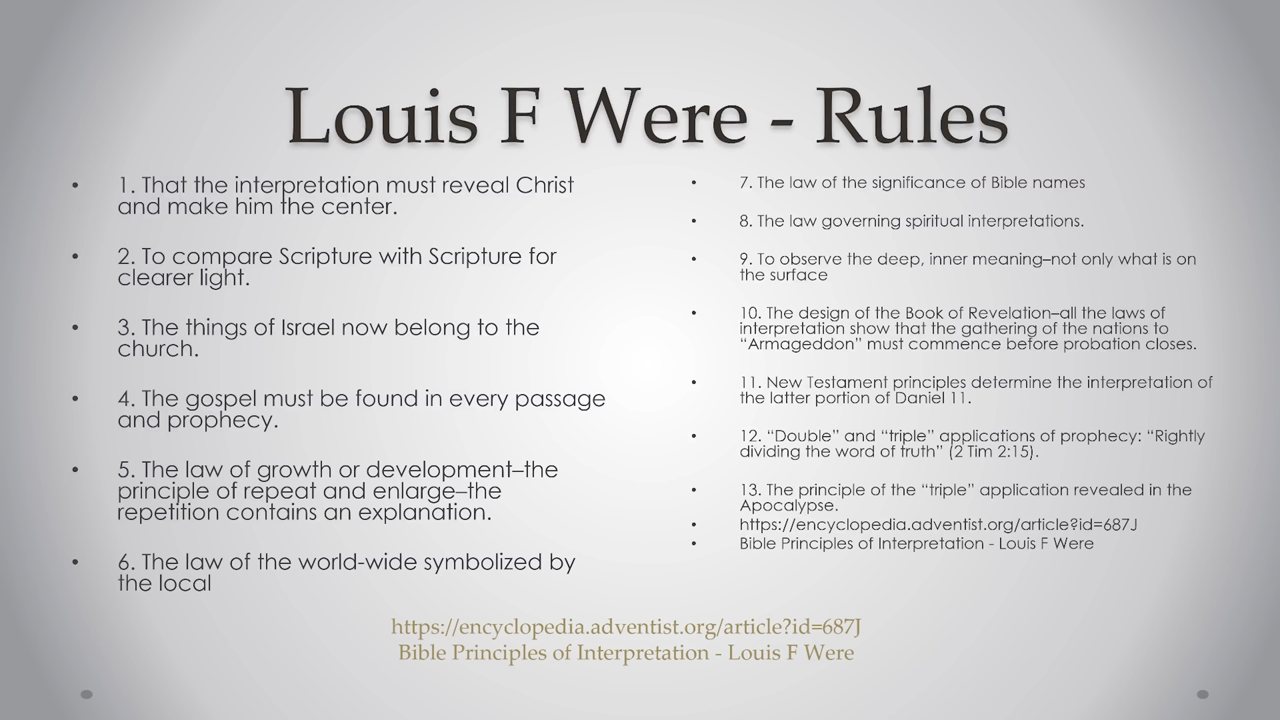 Louis F Were - Rules
• 1. That the interpretation must reveal Christ
and make him the center.
• 2. To compare Scripture with Scripture for
clearer light.
• 3. The things of Israel now belong to the
church.
• 4. The gospel must be found in every passage
and prophecy.
• 5. The law of growth or development–the
principle of repeat and enlarge–the
repetition contains an explanation.
• 6. The law of the world-wide symbolized by
the local
• 7. The law of the significance of Bible names
• 8. The law governing spiritual interpretations.
• 9. To observe the deep, inner meaning–not only what is on
the surface
• 10. The design of the Book of Revelation–all the laws of
interpretation show that the gathering of the nations to
“Armageddon” must commence before probation closes.
• 11. New Testament principles determine the interpretation of
the latter portion of Daniel 11.
• 12. “Double” and “triple” applications of prophecy: “Rightly
dividing the word of truth” (2 Tim 2:15).
• 13. The principle of the “triple” application revealed in the
Apocalypse.
• https://encyclopedia.adventist.org/article?id=687J
• Bible Principles of Interpretation - Louis F Were
https://encyclopedia.adventist.org/article?id=687J
Bible Principles of Interpretation - Louis F Were